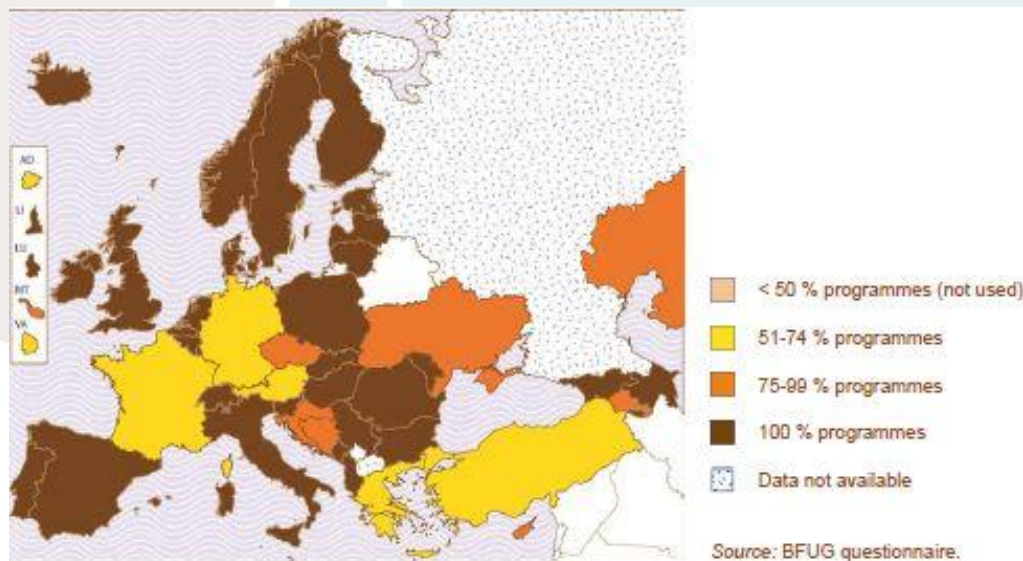 AD
LI
LU
MT
VA
< 50 % programmes (not used)
51-74 % programmes
75-99 % programmes
100 % programmes
Data not available
Source: BFUG questionnaire.